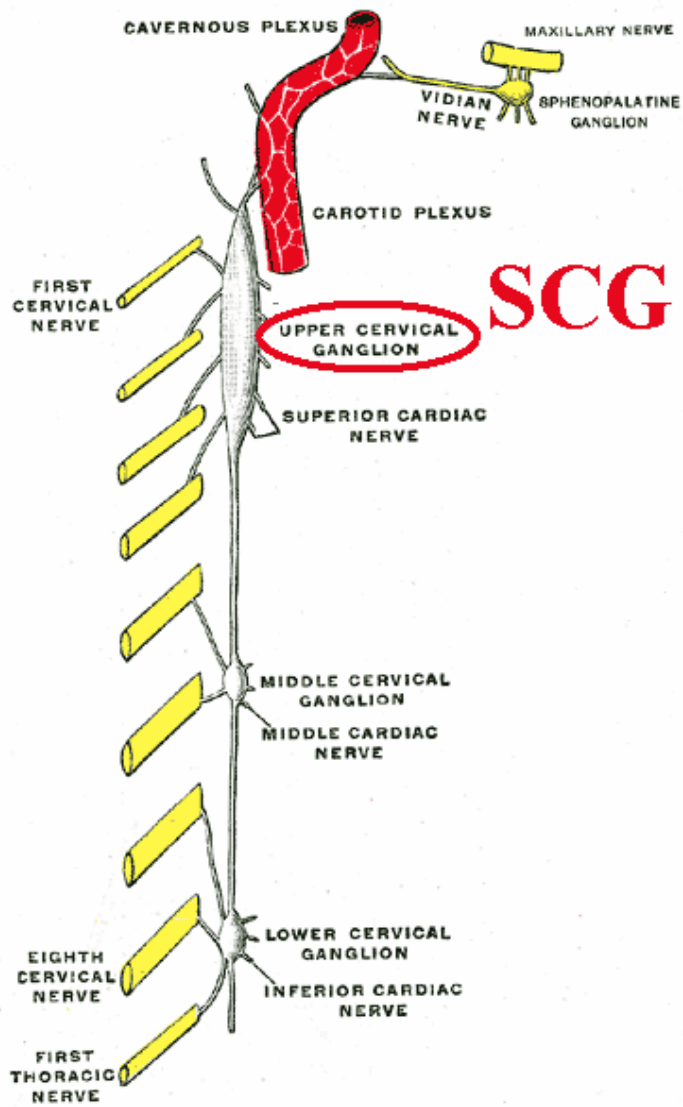 CAVERNOUS PLEXUS
MAXILLARY NERVE
VIDIAN
NERVE
SPHENOPALATINE
GANGLION
CAROTID PLEXUS
FIRST
CERVICAL
NERVE
SCG
UPPER CERVICAL
GANGLION
SUPERIOR CARDIAC
NERVE
MIDDLE CERVICAL
GANGLION
MIDDLE CARDIAC
NERVE
LOWER CERVICAL
GANGLION
EIGHTH
CERVICAL
NERVE
INFERIOR CARDIAC
NERVE
FIRST
THORACIC
NERVE